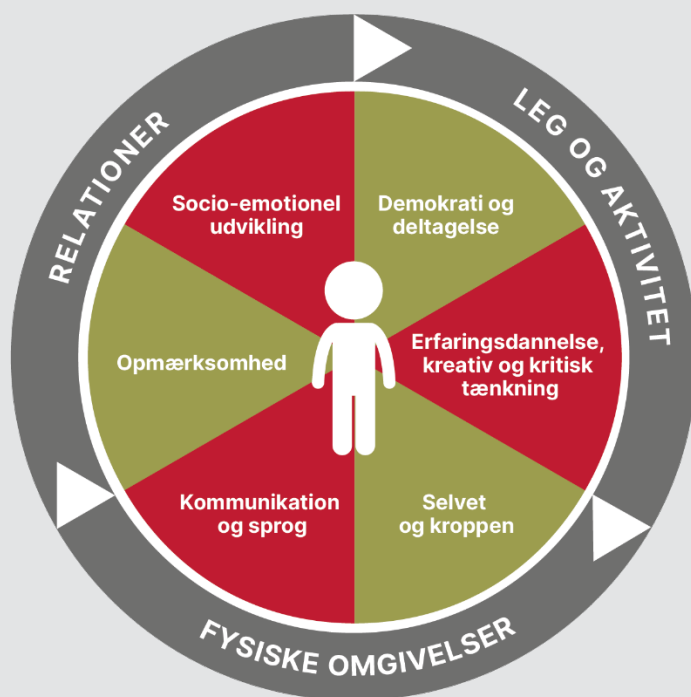 RELATIONER
LEG OG AKTIVITET
Socio-emotionel
udvikling
Demokrati og
deltagelse
Opmærksomhed
Erfaringsdannelse,
kreativ og kritisk
tænkning
Kommunikation
og sprog
Selvet
og kroppen
FYSISKE OMGIVELSER